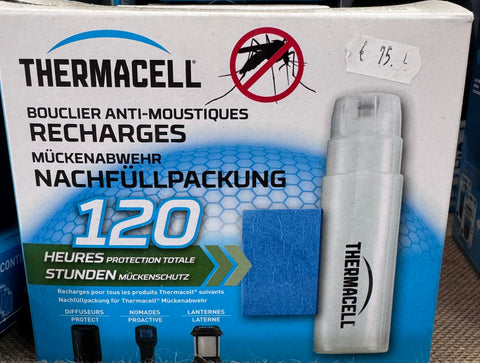 THERMACELL®
€ 75.-
BOUCLIER ANTI-MOUSTIQUES
RECHARGES
MÜCKENABWEHR
NACHFÜLLPACKUNG
120
HEURES PROTECTION TOTALE
STUNDEN MÜCKENSCHUTZ
Recharges pour tous les produits Thermacell® suivants
Nachfüllpackung für Thermacell® Mückenabwehr
DIFFUSEURS
PROTECT
NOMADES
PROACTIVE
LANTERNES
LATERNE
THERMACELL
CONT